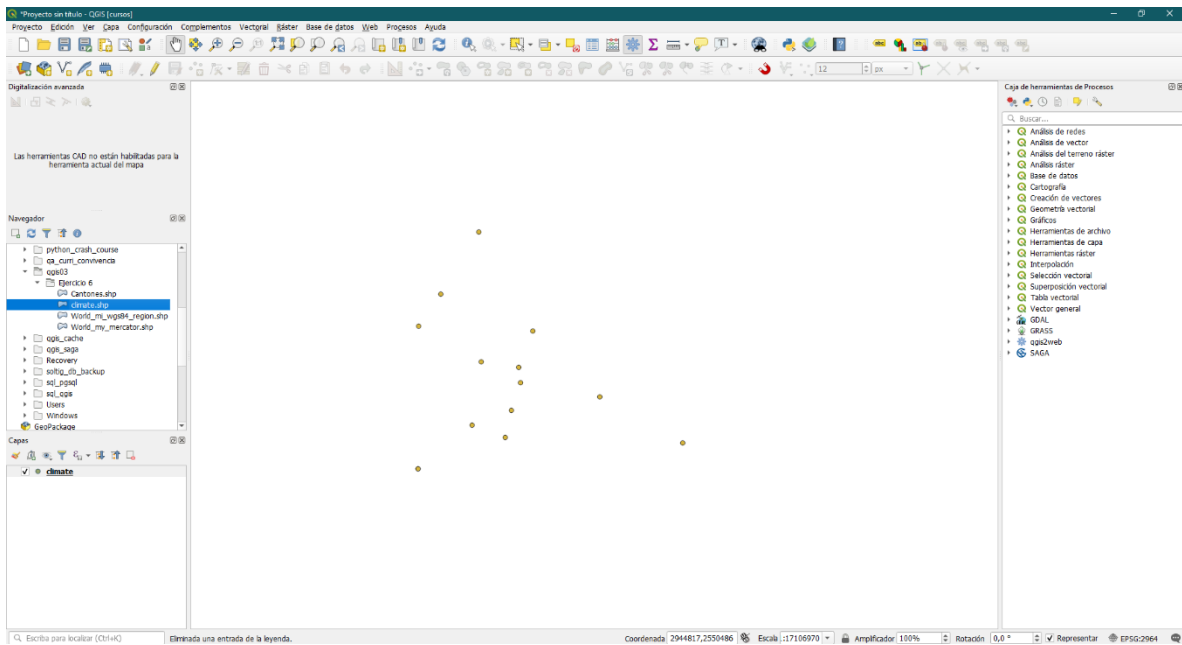 *Proyecto sin título - QGIS [cursos]
Proyecto Edición Ver Capa Configuración Complementos Vectorial Ráster Base de datos Web Procesos Ayuda
12 px
Digitalización avanzada
Las herramientas CAD no están habilitadas para la
herramienta actual del mapa
Navegador
python_crash_course
qa_curri_convivencia
qgis03
Ejercicio 6
Cantones.shp
climate.shp
World_mi_wgs84_region.shp
World_my_mercator.shp
qgis_cache
qgis_saga
Recovery
soltig_db_backup
sql_pgsql
sql_qgis
Users
Windows
GeoPackage
Capas
climate
Caja de herramientas de Procesos
Buscar...
Análisis de redes
Análisis de vector
Análisis del terreno ráster
Análisis ráster
Base de datos
Cartografía
Creación de vectores
Geometría vectorial
Gráficos
Herramientas de archivo
Herramientas de capa
Herramientas ráster
Interpolación
Selección vectorial
Superposición vectorial
Tabla vectorial
Vector general
GDAL
GRASS
qgis2web
SAGA
Escriba para localizar (Ctrl+K) Eliminada una entrada de la leyenda. Coordenada 2944817,2550486 Escala :17106970 Amplificador 100% Rotación 0,0 ° Representar EPSG:2964